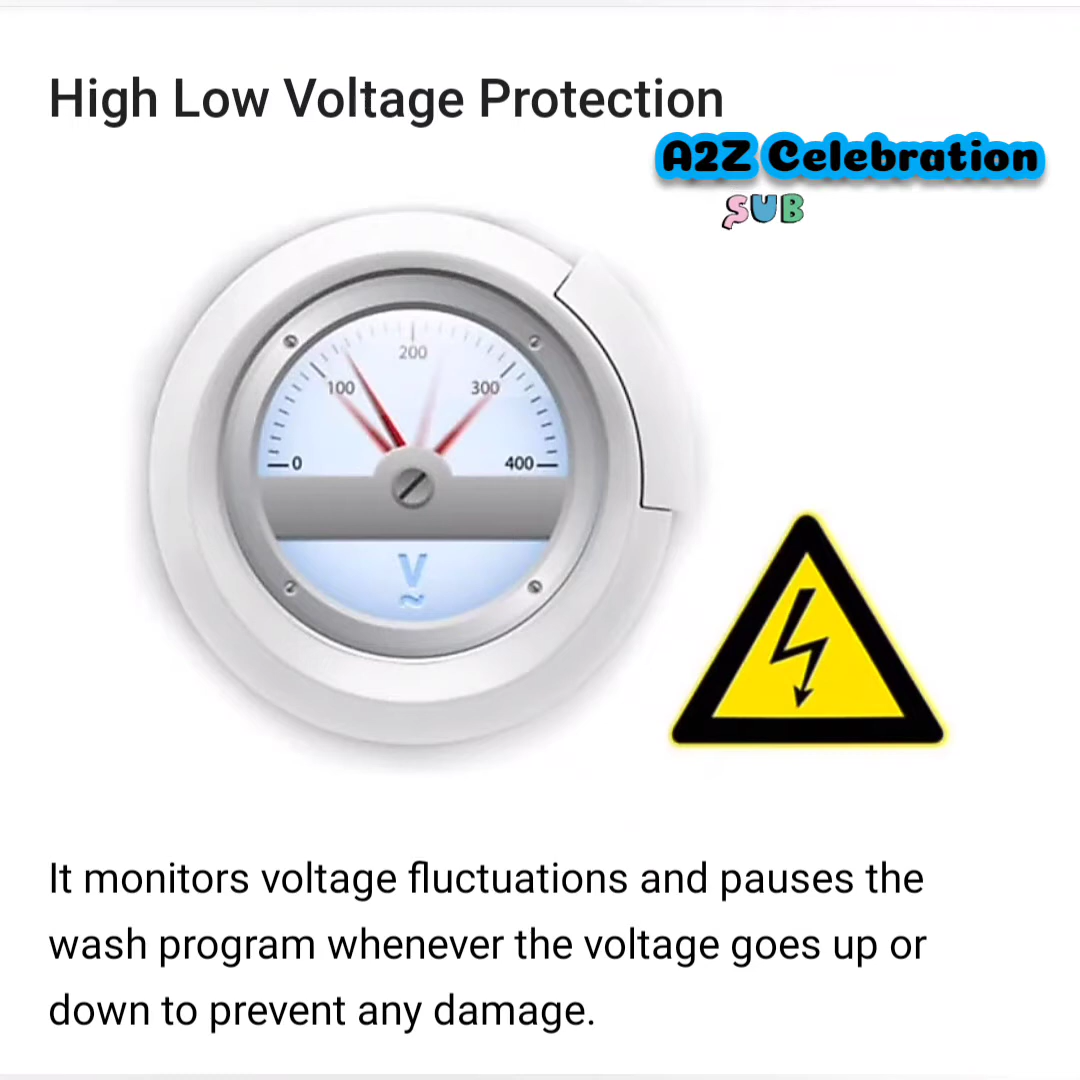 High Low Voltage Protection
A2Z Celebration
SUB
200
100
300
0
400
V
~
It monitors voltage fluctuations and pauses the
wash program whenever the voltage goes up or
down to prevent any damage.